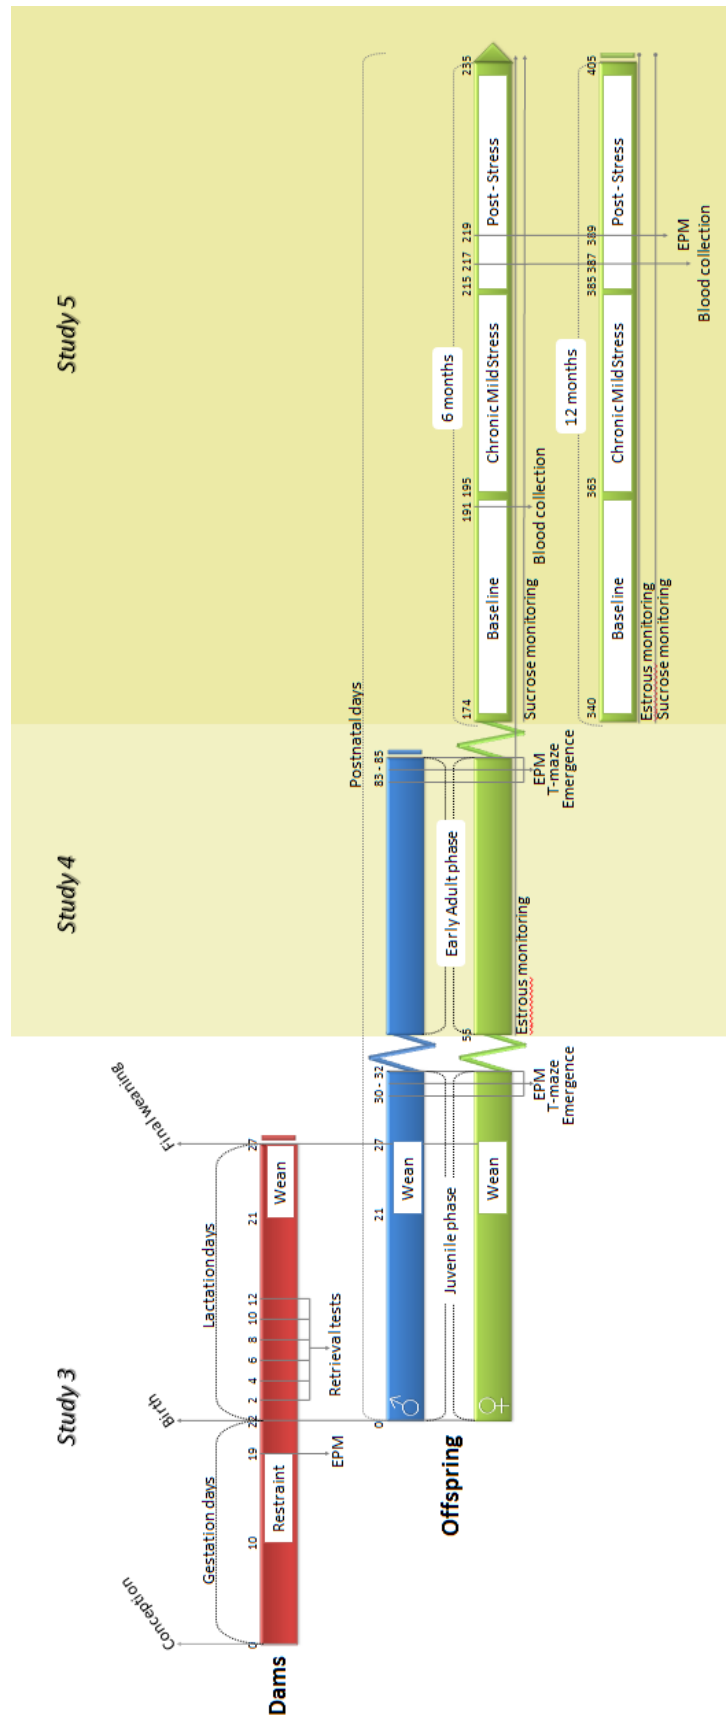 Study 3
Study 4
Study 5
Conception
Birth
Final weaning
Gestation days
Lactation days
0
10
19
22
2
4
6
8
10
12
21
27
Dams
Restraint
Wean
EPM
Retrieval tests
Postnatal days
0
21
27
30 - 32
83 - 85
235
♂
Wean
Juvenile phase
Early Adult phase
6 months
Offspring
55
174
191
195
215
217
219
♀
Wean
Baseline
Chronic Mild Stress
Post - Stress
EPM
T-maze
Emergence
Estrous monitoring
EPM
T-maze
Emergence
Sucrose monitoring
Blood collection
12 months
340
363
385
387
389
405
Baseline
Chronic Mild Stress
Post - Stress
Estrous monitoring
Sucrose monitoring
EPM
Blood collection